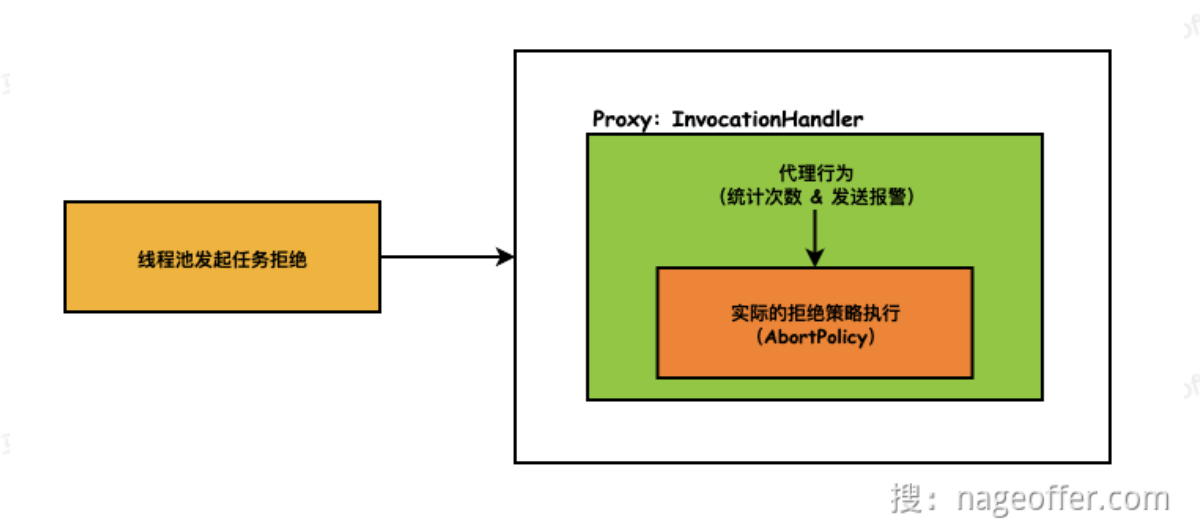 Proxy: InvocationHandler
代理行为
（统计次数 & 发送报警）
线程池发起任务拒绝
实际的拒绝策略执行
（AbortPolicy）
搜：nageoffer.com